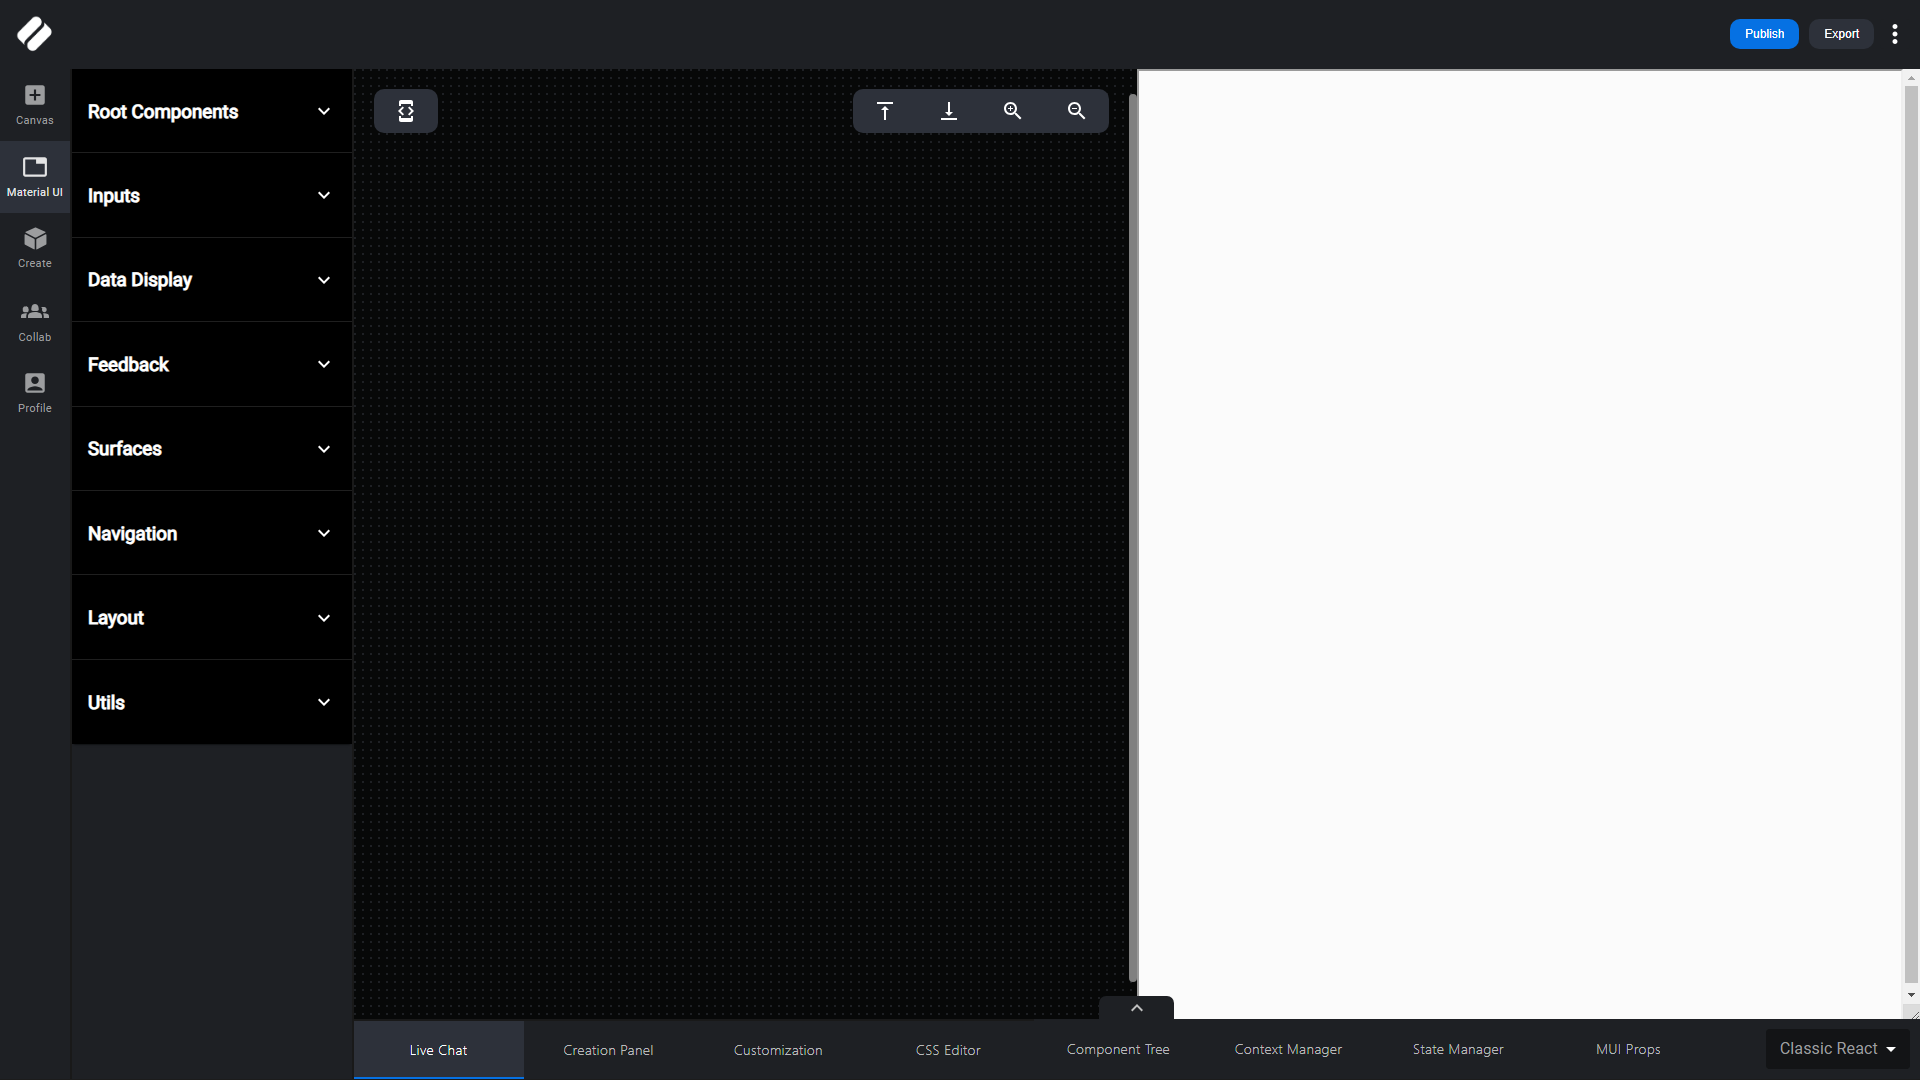 Publish
Export
Canvas
Material UI
Create
Collab
Profile
Root Components
Inputs
Data Display
Feedback
Surfaces
Navigation
Layout
Utils
Live Chat
Creation Panel
Customization
CSS Editor
Component Tree
Context Manager
State Manager
MUI Props
Classic React